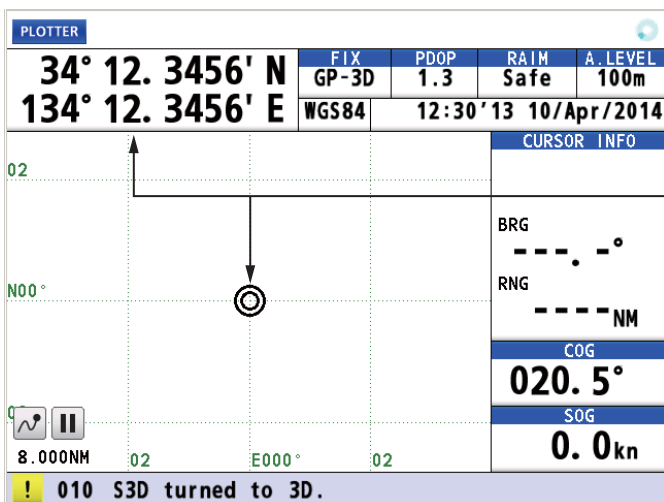 PLOTTER
34° 12. 3456' N
134° 12. 3456' E
FIX PDOP RAIM A.LEVEL
GP-3D 1.3 Safe 100m
WGS84 12:30'13 10/Apr/2014
CURSOR INFO
02
BRG
---. -°
N00°
RNG
----NM
COG
020. 5°
SOG
0. 0kn
8.000NM 02 E000° 02
! 010 S3D turned to 3D.